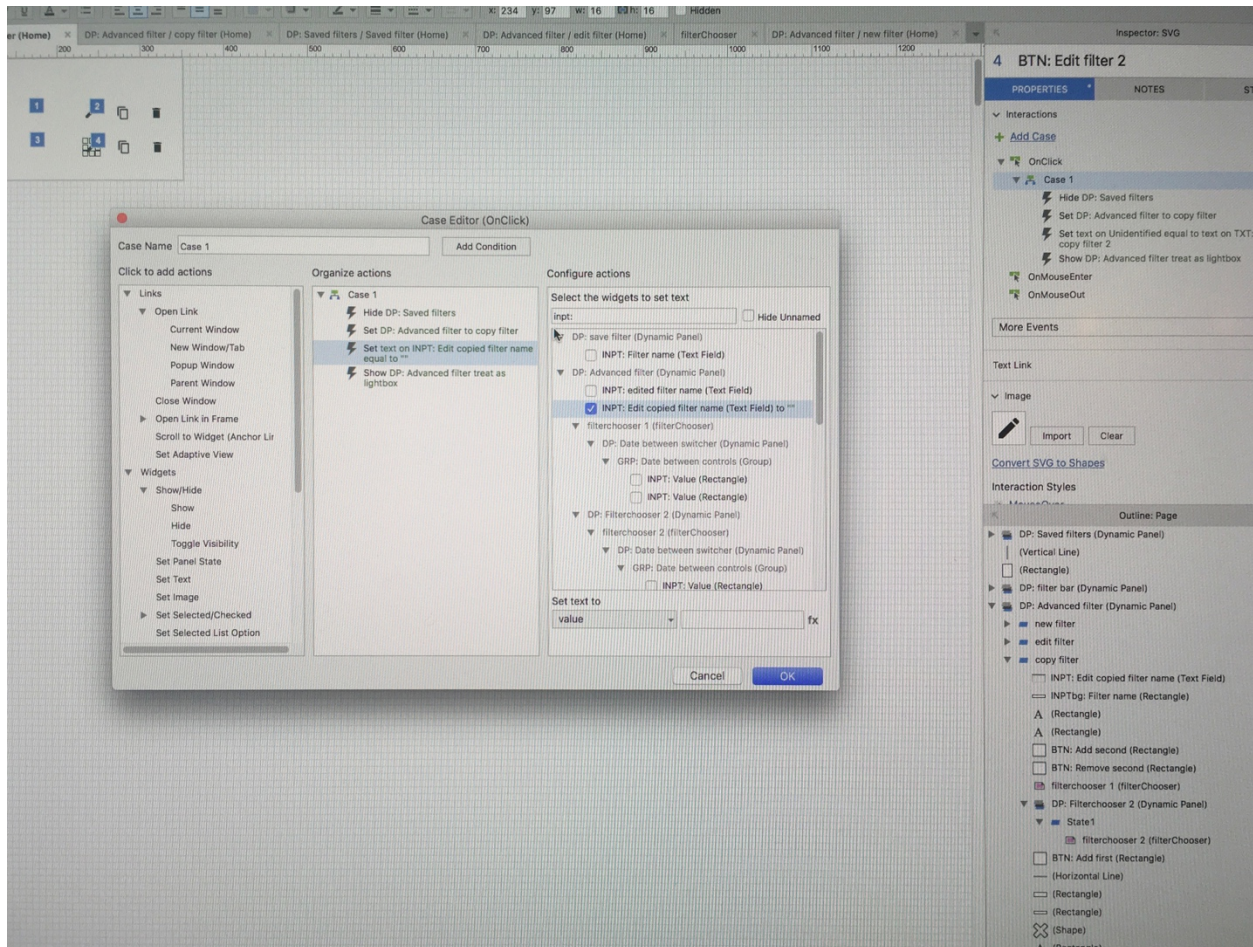 x: 234 y: 97 w: 16 h: 16 Hidden
er (Home)
DP: Advanced filter / copy filter (Home)
DP: Saved filters / Saved filter (Home)
DP: Advanced filter / edit filter (Home)
filterChooser
DP: Advanced filter / new filter (Home)
200 300 400 500 600 700 800 900 1000 1100 1200
1
2
3
4
Case Editor (OnClick)
Case Name Case 1
Add Condition
Click to add actions
Links
Open Link
Current Window
New Window/Tab
Popup Window
Parent Window
Close Window
Open Link in Frame
Scroll to Widget (Anchor Lir
Set Adaptive View
Widgets
Show/Hide
Show
Hide
Toggle Visibility
Set Panel State
Set Text
Set Image
Set Selected/Checked
Set Selected List Option
Organize actions
Case 1
Hide DP: Saved filters
Set DP: Advanced filter to copy filter
Set text on INPT: Edit copied filter name
equal to ""
Show DP: Advanced filter treat as
lightbox
Configure actions
Select the widgets to set text
inpt:
Hide Unnamed
DP: save filter (Dynamic Panel)
INPT: Filter name (Text Field)
DP: Advanced filter (Dynamic Panel)
INPT: edited filter name (Text Field)
INPT: Edit copied filter name (Text Field) to ""
filterchooser 1 (filterChooser)
DP: Date between switcher (Dynamic Panel)
GRP: Date between controls (Group)
INPT: Value (Rectangle)
INPT: Value (Rectangle)
DP: Filterchooser 2 (Dynamic Panel)
filterchooser 2 (filterChooser)
DP: Date between switcher (Dynamic Panel)
GRP: Date between controls (Group)
INPT: Value (Rectangle)
Set text to
value
fx
Cancel
OK
Inspector: SVG
4 BTN: Edit filter 2
PROPERTIES *
NOTES
ST
Interactions
Add Case
OnClick
Case 1
Hide DP: Saved filters
Set DP: Advanced filter to copy filter
Set text on Unidentified equal to text on TXT:
copy filter 2
Show DP: Advanced filter treat as lightbox
OnMouseEnter
OnMouseOut
More Events
Text Link
Image
Import
Clear
Convert SVG to Shapes
Interaction Styles
MouseOver
Outline: Page
DP: Saved filters (Dynamic Panel)
(Vertical Line)
(Rectangle)
DP: filter bar (Dynamic Panel)
DP: Advanced filter (Dynamic Panel)
new filter
edit filter
copy filter
INPT: Edit copied filter name (Text Field)
INPTbg: Filter name (Rectangle)
(Rectangle)
(Rectangle)
BTN: Add second (Rectangle)
BTN: Remove second (Rectangle)
filterchooser 1 (filterChooser)
DP: Filterchooser 2 (Dynamic Panel)
State1
filterchooser 2 (filterChooser)
BTN: Add first (Rectangle)
(Horizontal Line)
(Rectangle)
(Rectangle)
(Shape)
(Rectangle)